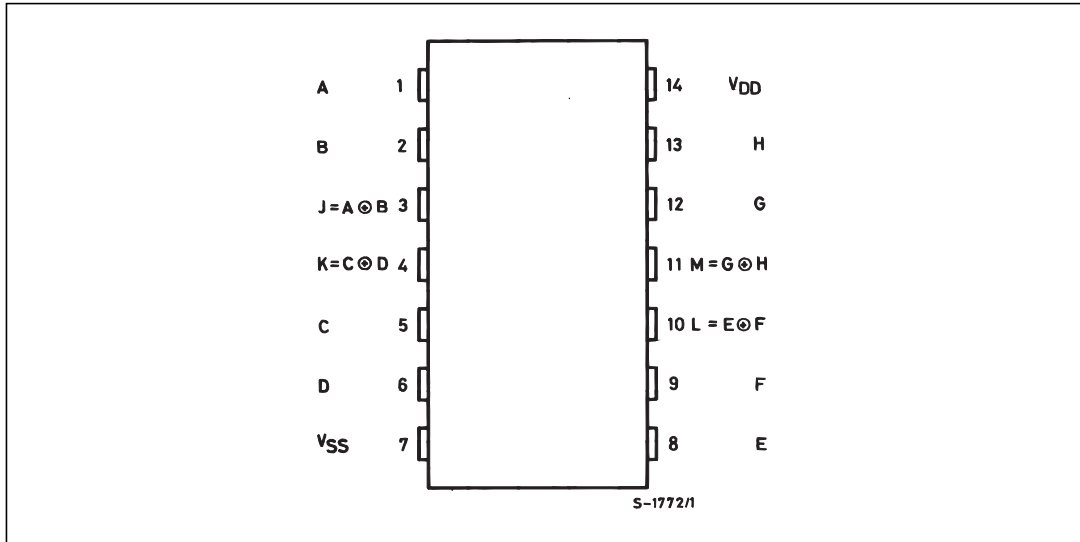 A 1 14 VDD
B 2 13 H
J=A⊕B 3 12 G
K=C⊕D 4 11 M=G⊕H
C 5 10 L=E⊕F
D 6 9 F
VSS 7 8 E
S-1772/1